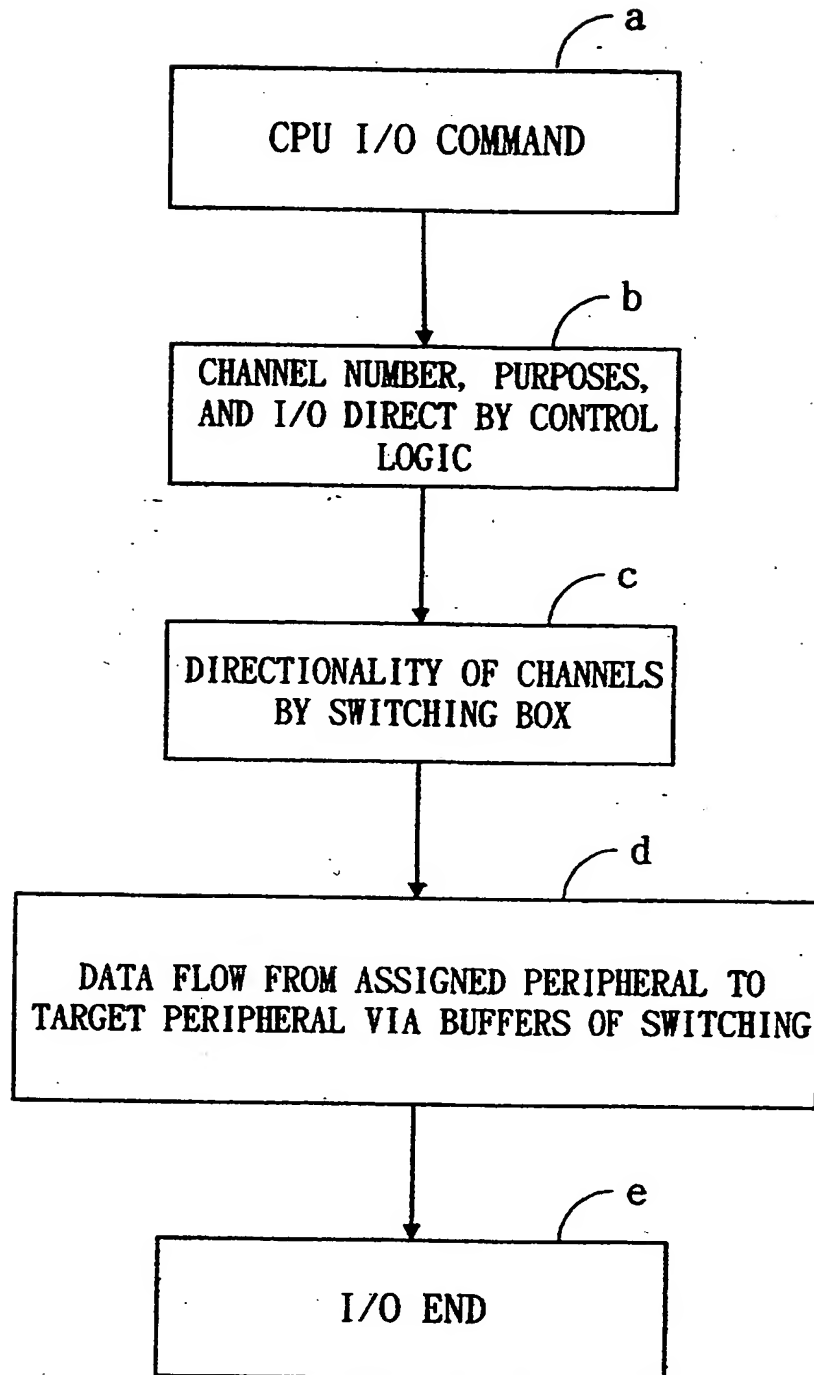 a
CPU I/O COMMAND
b
CHANNEL NUMBER, PURPOSES,
AND I/O DIRECT BY CONTROL
LOGIC
c
DIRECTIONALITY OF CHANNELS
BY SWITCHING BOX
d
DATA FLOW FROM ASSIGNED PERIPHERAL TO
TARGET PERIPHERAL VIA BUFFERS OF SWITCHING
e
I/O END